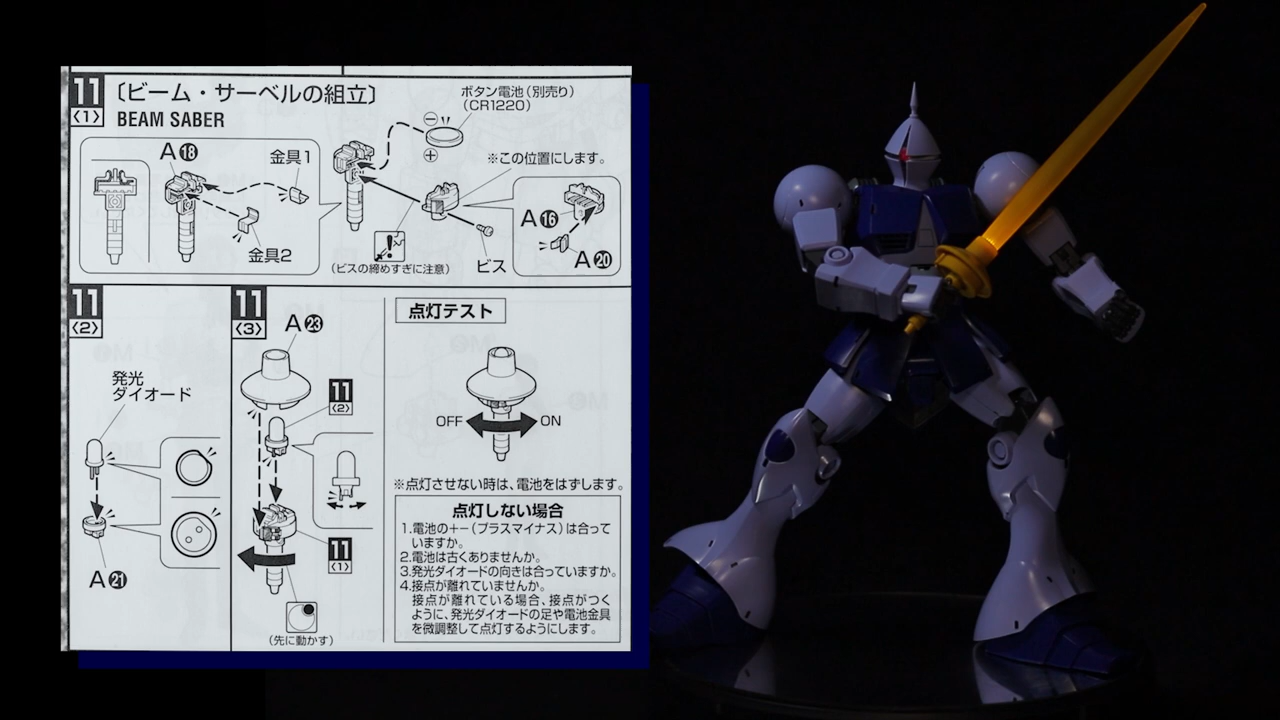 11
〈1〉
〔ビーム・サーベルの組立〕
BEAM SABER
ボタン電池(別売り)
(CR1220)
⊖
⊕
A⑱
金具1
金具2
※この位置にします。
A⑯
A⑳
ビス
(ビスの締めすぎに注意)
11
〈2〉
発光
ダイオード
A㉑
11
〈3〉
A㉓
11
〈2〉
11
〈1〉
(先に動かす)
点灯テスト
OFF
ON
※点灯させない時は、電池をはずします。
点灯しない場合
1.電池の+−(プラスマイナス)は合って
いますか。
2.電池は古くありませんか。
3.発光ダイオードの向きは合っていますか。
4.接点が離れていませんか。
接点が離れている場合、接点がつく
ように、発光ダイオードの足や電池金具
を微調整して点灯するようにします。